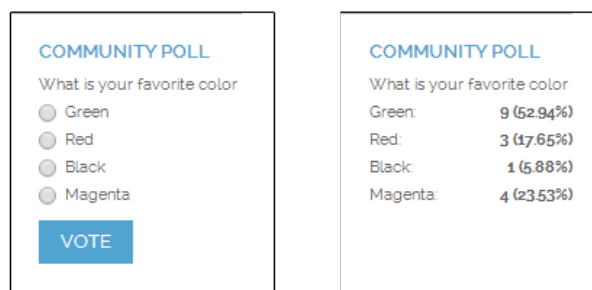 COMMUNITY POLL
What is your favorite color
Green
Red
Black
Magenta
VOTE
COMMUNITY POLL
What is your favorite color
Green: 9 (52.94%)
Red: 3 (17.65%)
Black: 1 (5.88%)
Magenta: 4 (23.53%)